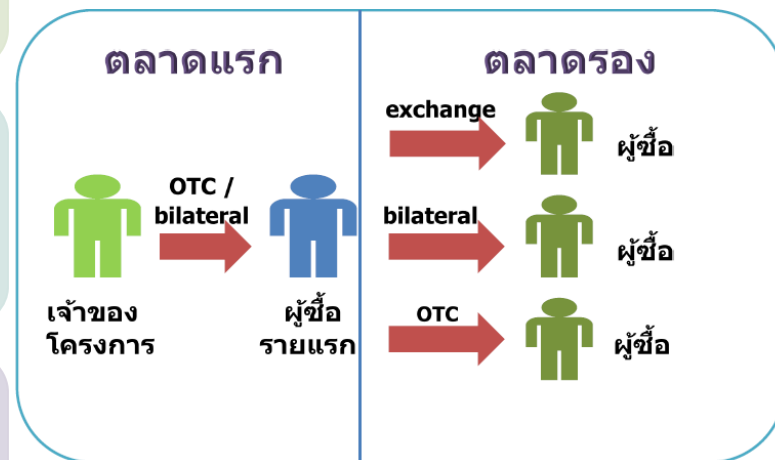 ตลาดแรก
ตลาดรอง
OTC /
bilateral
เจ้าของ
โครงการ
ผู้ซื้อ
รายแรก
exchange
ผู้ซื้อ
bilateral
ผู้ซื้อ
OTC
ผู้ซื้อ